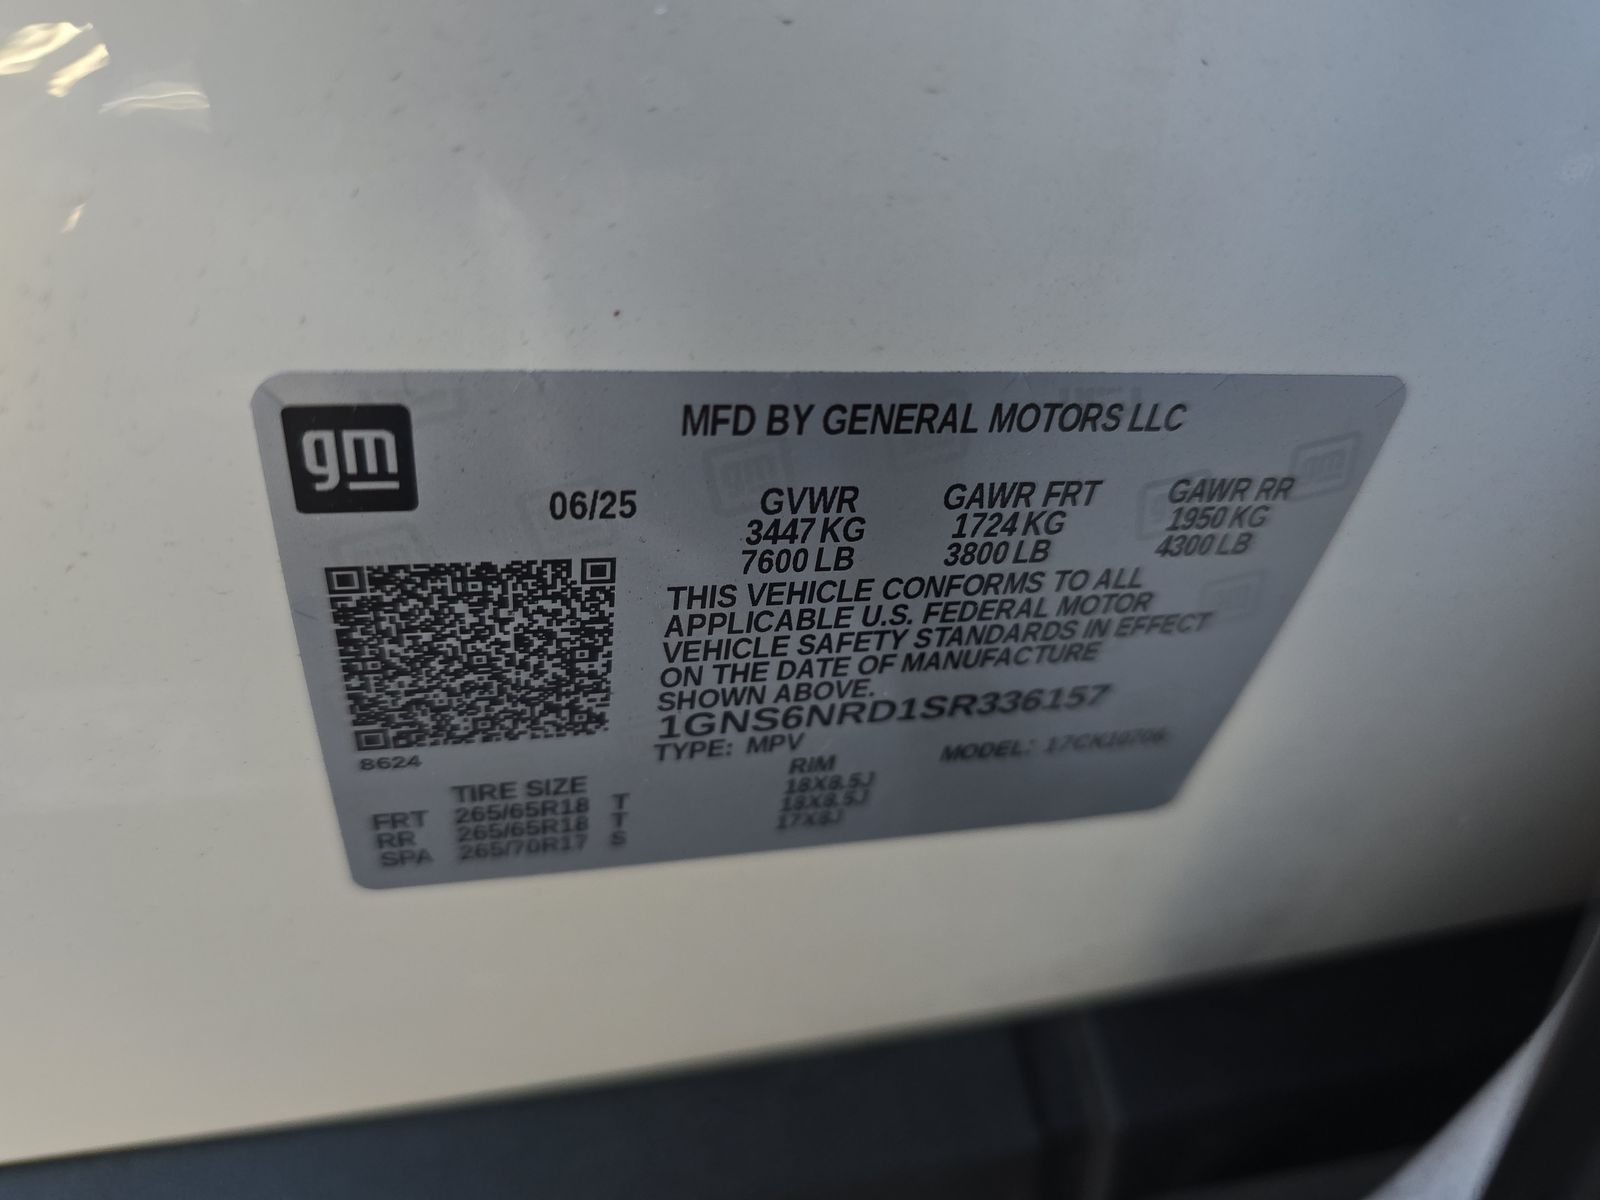 gm
MFD BY GENERAL MOTORS LLC
06/25
GVWR GAWR FRT GAWR RR
3447 KG 1724 KG 1950 KG
7600 LB 3800 LB 4300 LB
THIS VEHICLE CONFORMS TO ALL
APPLICABLE U.S. FEDERAL MOTOR
VEHICLE SAFETY STANDARDS IN EFFECT
ON THE DATE OF MANUFACTURE
SHOWN ABOVE.
1GNS6NRD1SR336157
TYPE: MPV MODEL: 17CK10706
8624
TIRE SIZE RIM
FRT 265/65R18 T 18X8.5J
RR 265/65R18 T 18X8.5J
SPA 265/70R17 S 17X8J